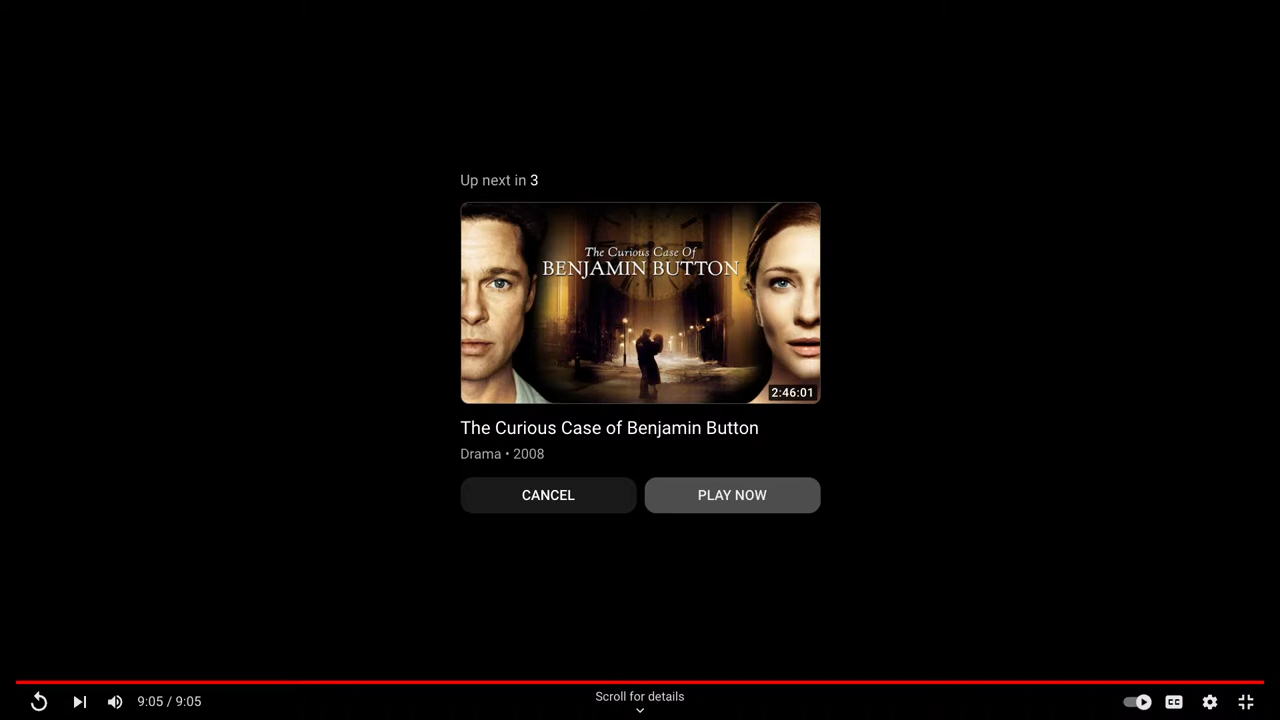 Up next in 3
The Curious Case Of
BENJAMIN BUTTON
2:46:01
The Curious Case of Benjamin Button
Drama • 2008
CANCEL
PLAY NOW
9:05 / 9:05
Scroll for details
CC